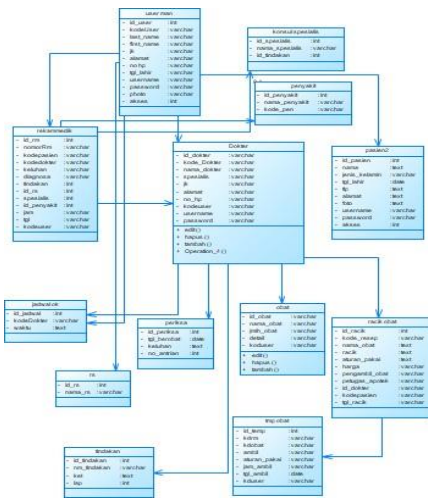 user man
- id_user : int
- kodeUser : varchar
- last_name : varchar
- first_name : varchar
- jk : varchar
- alamat : varchar
- no hp : varchar
- tgl_lahir : varchar
- username : varchar
- password : varchar
- photo : varchar
- akses : int
konsulspesialis
- id_spesialis : int
- nama_spesialis : varchar
- id_tindakan : int
penyakit
- id_penyakit : int
- nama_penyakit : varchar
- kode_pen : varchar
rekammedik
- id_rm : int
- nomorRm : varchar
- kodepasien : varchar
- kodedokter : varchar
- keluhan : varchar
- diagnosa : varchar
- tindakan : int
- id_rs : int
- spesialis : int
- id_penyakit : int
- jam : varchar
- tgl : varchar
- kodeuser : varchar
Dokter
- id_dokter : varchar
- kode_Dokter : varchar
- nama_dokter : varchar
- spesialis : varchar
- jk : varchar
- alamat : varchar
- no_hp : varchar
- kodeuser : varchar
- username : varchar
- password : varchar
+ edit()
+ hapus()
+ tambah()
pasien2
- id_pasien : int
- nama : text
- jenis_kelamin : varchar
- tgl_lahir : date
- tlp : text
- alamat : text
- foto : text
- username : varchar
- password : varchar
- akses : int
jadwalok
- id_jadwal : int
- kodeDokter : varchar
- waktu : text
periksa
- id_periksa : int
- tgl_berobat : date
- keluhan : text
- no_antrian : int
obat
- id_obat : varchar
- nama_obat : varchar
- jmlh_obat : varchar
- detail : varchar
- koduser : varchar
+ edit()
+ hapus()
+ tambah()
racik obat
- id_racik : int
- kode_resep : varchar
- nama_obat : text
- racik : text
- aturan_pakai : text
- harga : varchar
- pengambil_obat : varchar
- petugas_apotek : varchar
- id_dokter : varchar
- kodepasien : varchar
- tgl_racik : varchar
rs
- id_rs : int
- nama_rs : varchar
tindakan
- id_tindakan : int
- nm_tindakan : varchar
- ket : text
- : int
tmp obat
- id_temp : int
- kdrm : varchar
- kdobat : varchar
- ambil : varchar
- aturan_pakai : varchar
- jam_ambil : varchar
- tgl_ambil : date
- kduser : varchar